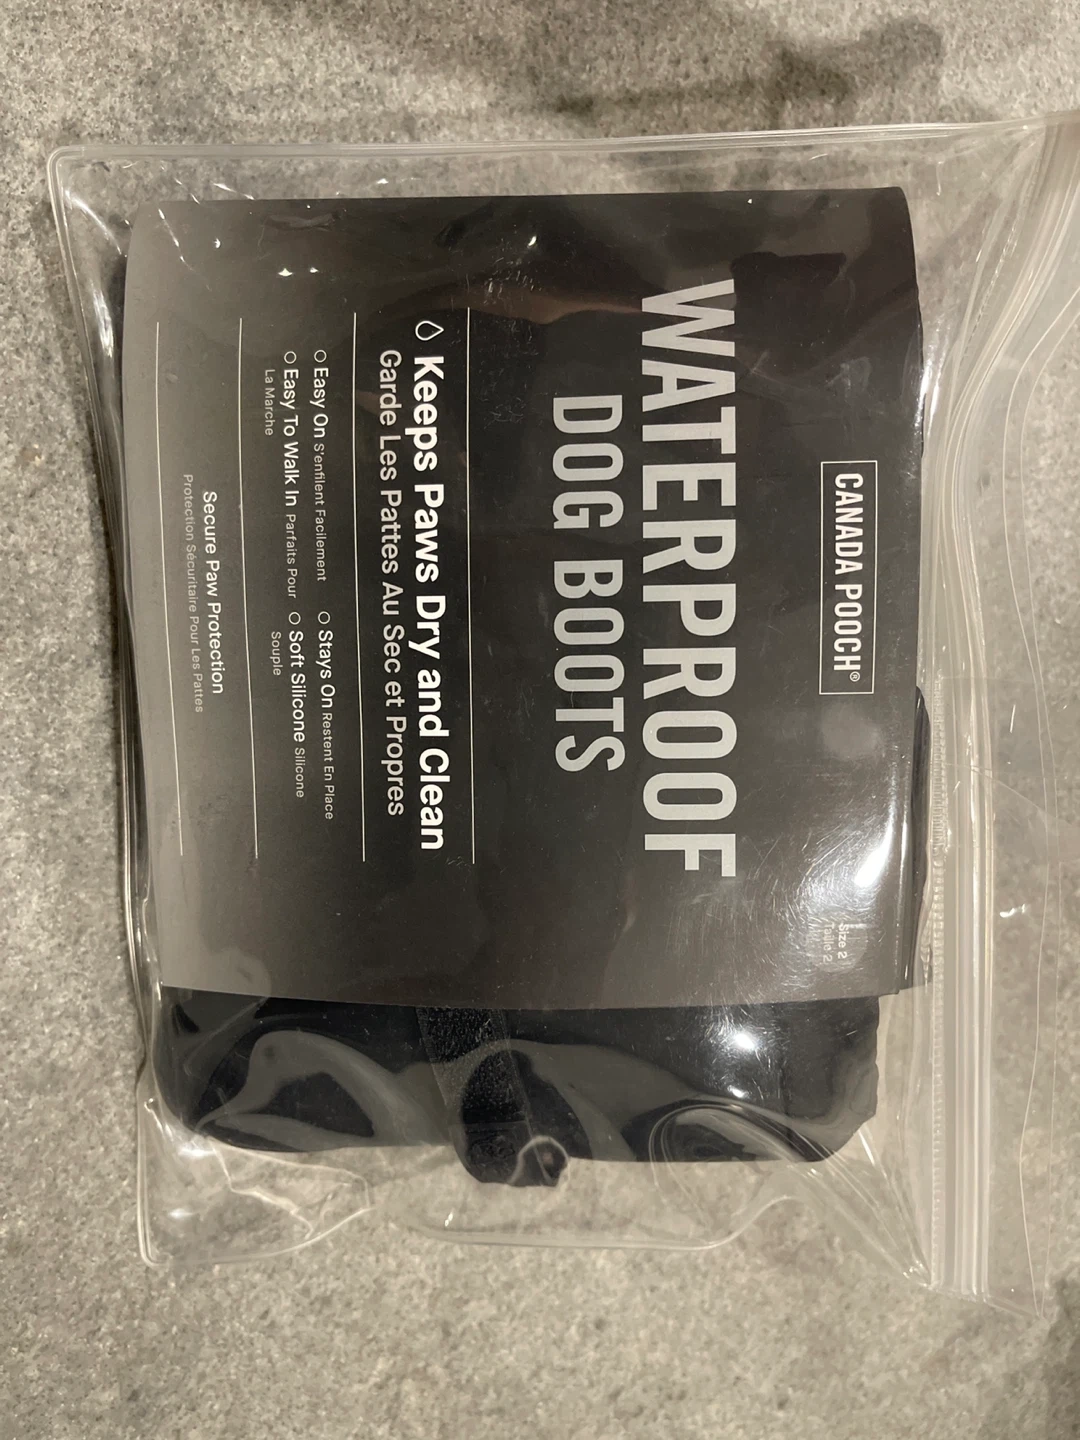 CANADA POOCH®
Size 2
Taille 2
WATERPROOF
DOG BOOTS
Keeps Paws Dry and Clean
Garde Les Pattes Au Sec et Propres
Easy On S'enfilent Facilement
Stays On Restent En Place
Easy To Walk In Parfaits Pour
La Marche
Soft Silicone Silicone
Souple
Secure Paw Protection
Protection Sécuritaire Pour Les Pattes